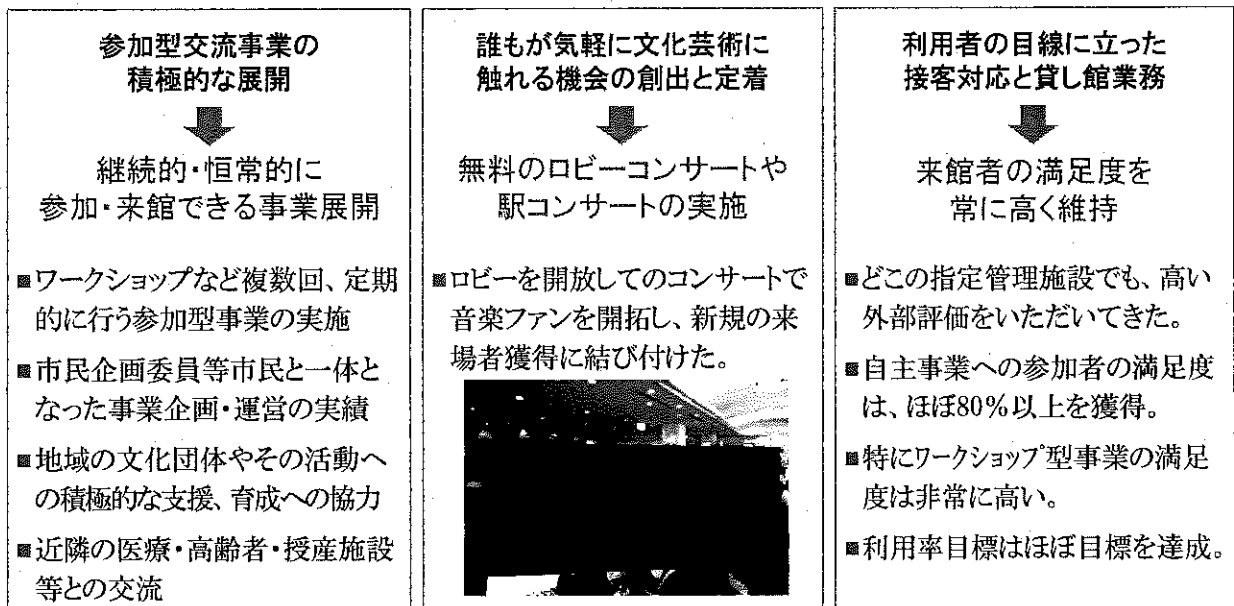 参加型交流事業の
積極的な展開
継続的・恒常的に
参加・来館できる事業展開
■ワークショップなど複数回、定期
的に行う参加型事業の実施
■市民企画委員等市民と一体と
なった事業企画・運営の実績
■地域の文化団体やその活動へ
の積極的な支援、育成への協力
■近隣の医療・高齢者・授産施設
等との交流
誰もが気軽に文化芸術に
触れる機会の創出と定着
無料のロビーコンサートや
駅コンサートの実施
■ロビーを開放してのコンサートで
音楽ファンを開拓し、新規の来
場者獲得に結び付けた。
利用者の目線に立った
接客対応と貸し館業務
来館者の満足度を
常に高く維持
■どこの指定管理施設でも、高い
外部評価をいただいてきた。
■自主事業への参加者の満足度
は、ほぼ80％以上を獲得。
■特にワークショップ型事業の満足
度は非常に高い。
■利用率目標はほぼ目標を達成。